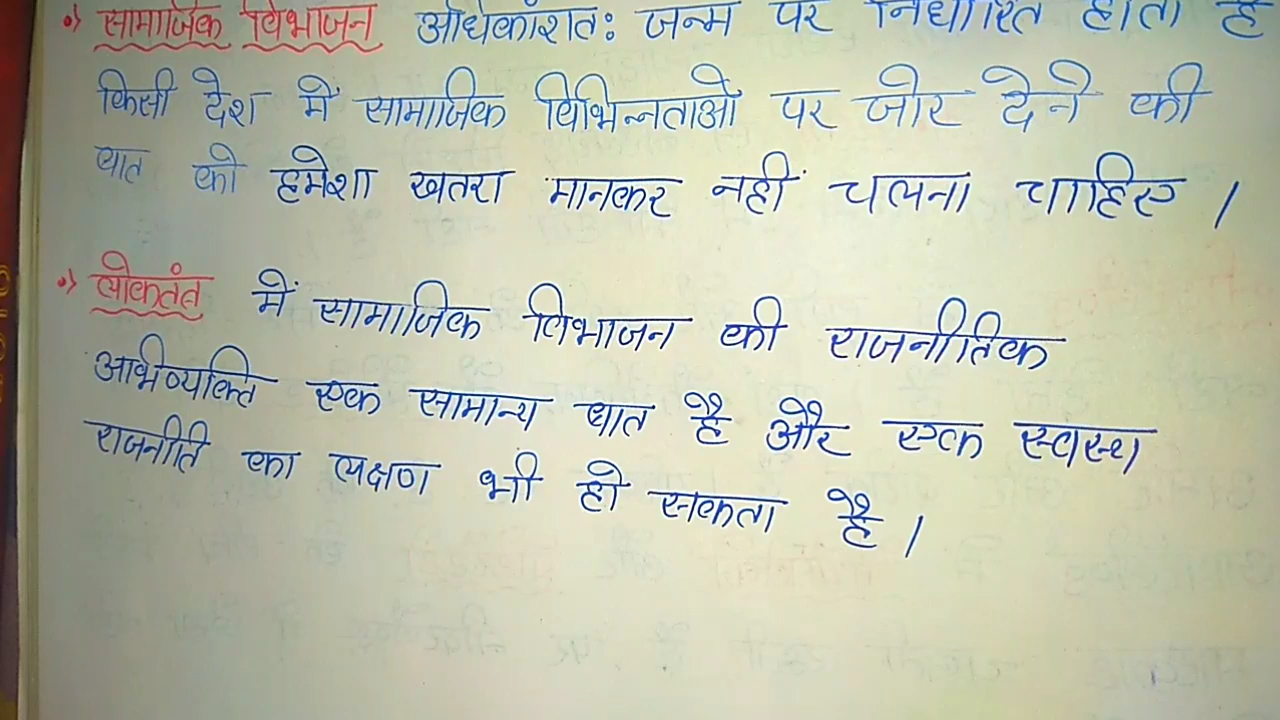 सामाजिक विभाजन अधिकांशतः जन्म पर निर्धारित होता है
किसी देश में सामाजिक विभिन्नताओं पर जोर देने की
बात को हमेशा खतरा मानकर नहीं चलना चाहिए।
लोकतंत में सामाजिक विभाजन की राजनीतिक
अभिव्यक्ति एक सामान्य बात है और एक स्वस्थ
राजनीति का लक्षण भी हो सकता है।